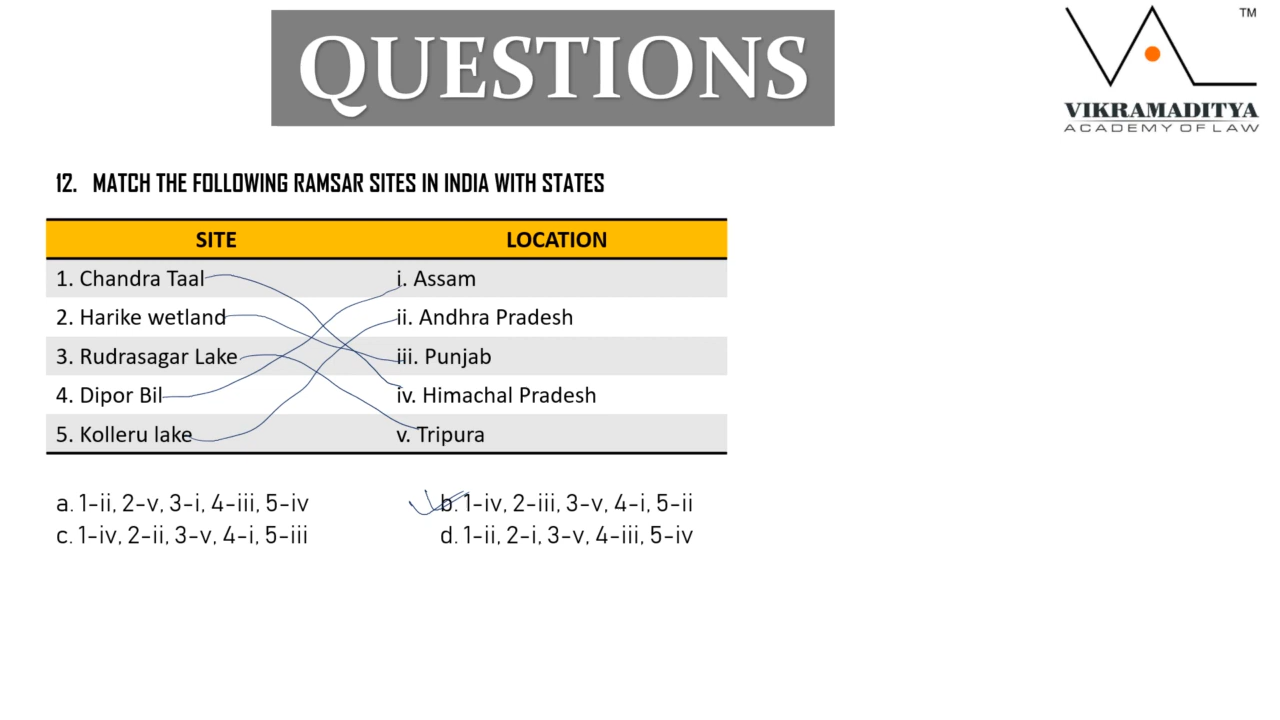 QUESTIONS
TM
VIKRAMADITYA
ACADEMY OF LAW
12. MATCH THE FOLLOWING RAMSAR SITES IN INDIA WITH STATES
SITE LOCATION
1. Chandra Taal i. Assam
2. Harike wetland ii. Andhra Pradesh
3. Rudrasagar Lake iii. Punjab
4. Dipor Bil iv. Himachal Pradesh
5. Kolleru lake v. Tripura
a. 1-ii, 2-v, 3-i, 4-iii, 5-iv b. 1-iv, 2-iii, 3-v, 4-i, 5-ii
c. 1-iv, 2-ii, 3-v, 4-i, 5-iii d. 1-ii, 2-i, 3-v, 4-iii, 5-iv